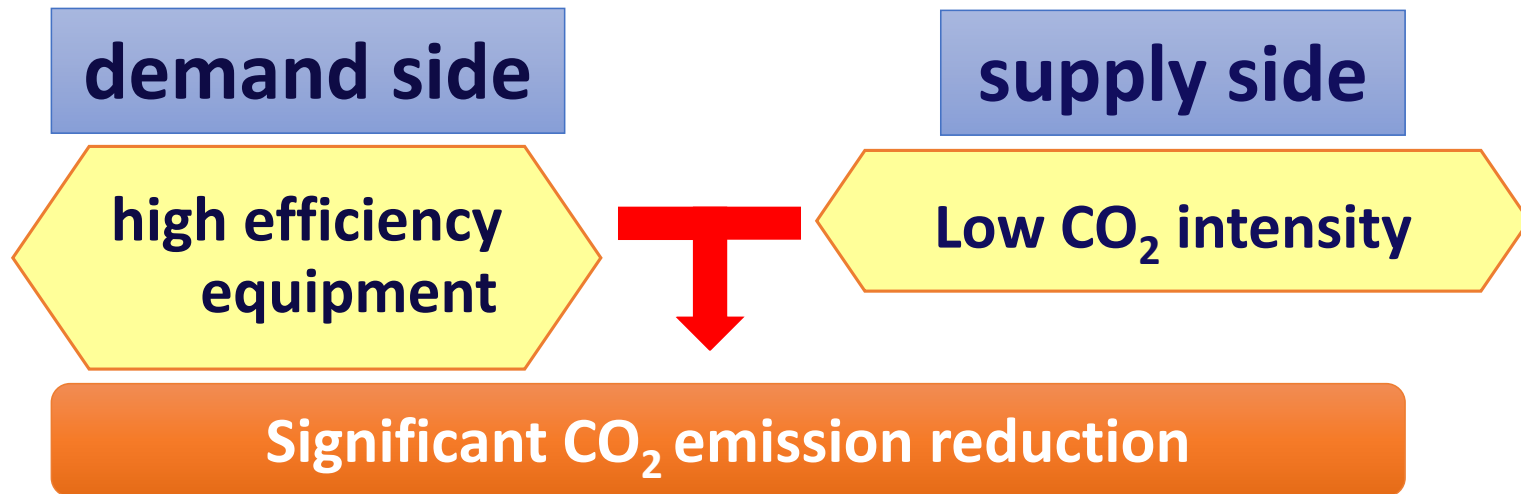 demand side
high efficiency
equipment
supply side
Low CO₂ intensity
Significant CO₂ emission reduction